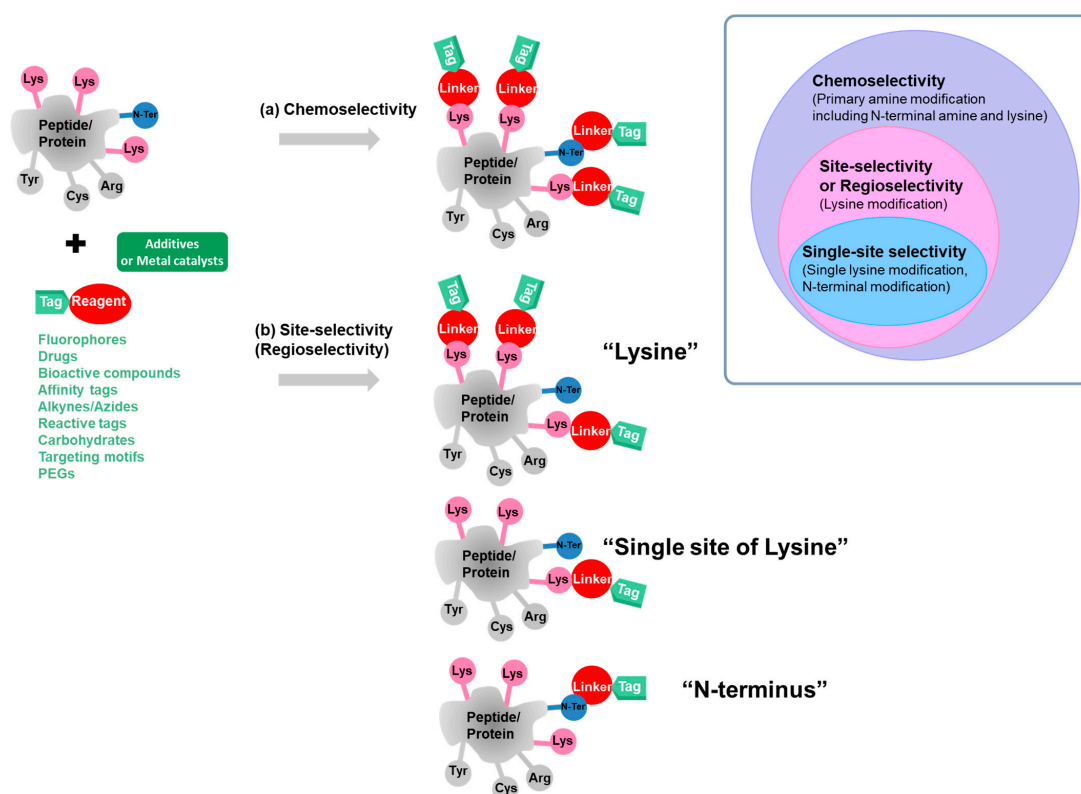 Lys
Lys
N-Ter
Peptide/
Protein
Lys
Tyr
Cys
Arg
+
Additives
or Metal catalysts
Tag
Reagent
Fluorophores
Drugs
Bioactive compounds
Affinity tags
Alkynes/Azides
Reactive tags
Carbohydrates
Targeting motifs
PEGs
(a) Chemoselectivity
Tag
Tag
Linker
Linker
Lys
Lys
Linker
Tag
N-Ter
Peptide/
Protein
Lys
Linker
Tag
Tyr
Cys
Arg
(b) Site-selectivity
(Regioselectivity)
Tag
Tag
Linker
Linker
Lys
Lys
“Lysine”
N-Ter
Peptide/
Protein
Lys
Linker
Tag
Tyr
Cys
Arg
Lys
Lys
“Single site of Lysine”
N-Ter
Peptide/
Protein
Lys
Linker
Tag
Tyr
Cys
Arg
Lys
Lys
Linker
Tag
“N-terminus”
N-Ter
Peptide/
Protein
Lys
Tyr
Cys
Arg
Chemoselectivity
(Primary amine modification
including N-terminal amine and lysine)
Site-selectivity
or Regioselectivity
(Lysine modification)
Single-site selectivity
(Single lysine modification,
N-terminal modification)